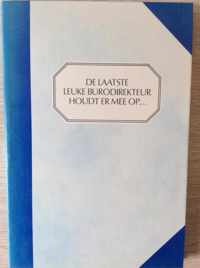 DE LAATSTE
LEUKE BURODIREKTEUR
HOUDT ER MEE OP...